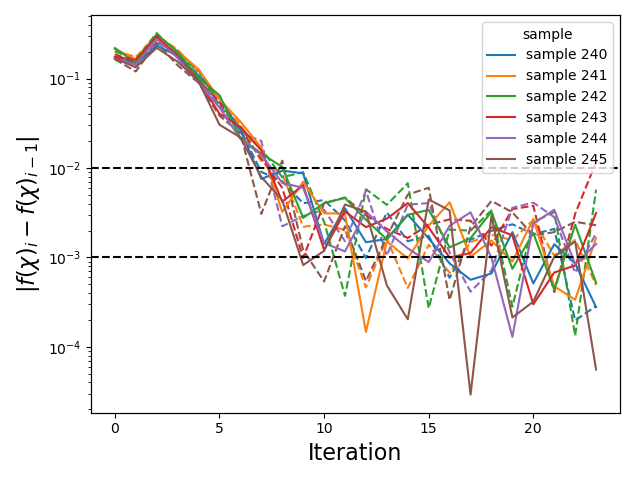 sample
sample 240
sample 241
sample 242
sample 243
sample 244
sample 245
|f(χ)ᵢ − f(χ)ᵢ₋₁|
10⁻¹
10⁻²
10⁻³
10⁻⁴
0 5 10 15 20
Iteration